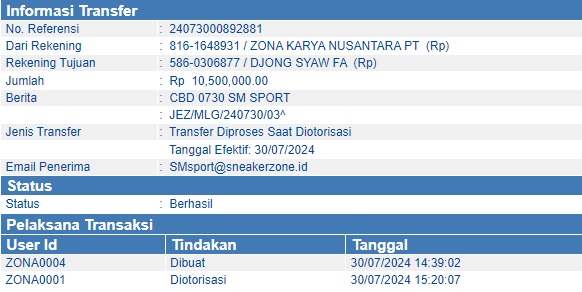 Informasi Transfer
No. Referensi : 24073000892881
Dari Rekening : 816-1648931 / ZONA KARYA NUSANTARA PT (Rp)
Rekening Tujuan : 586-0306877 / DJONG SYAW FA (Rp)
Jumlah : Rp 10,500,000.00
Berita : CBD 0730 SM SPORT
: JEZ/MLG/240730/03^
Jenis Transfer : Transfer Diproses Saat Diotorisasi
Tanggal Efektif: 30/07/2024
Email Penerima : SMsport@sneakerzone.id
Status
Status : Berhasil
Pelaksana Transaksi
User Id Tindakan Tanggal
ZONA0004 Dibuat 30/07/2024 14:39:02
ZONA0001 Diotorisasi 30/07/2024 15:20:07